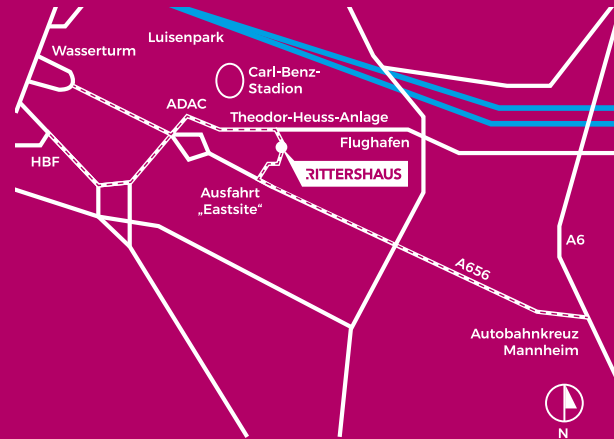 Luisenpark
Wasserturm
Carl-Benz-
Stadion
ADAC
Theodor-Heuss-Anlage
Flughafen
HBF
RITTERSHAUS
Ausfahrt
„Eastsite“
A6
A656
Autobahnkreuz
Mannheim
N